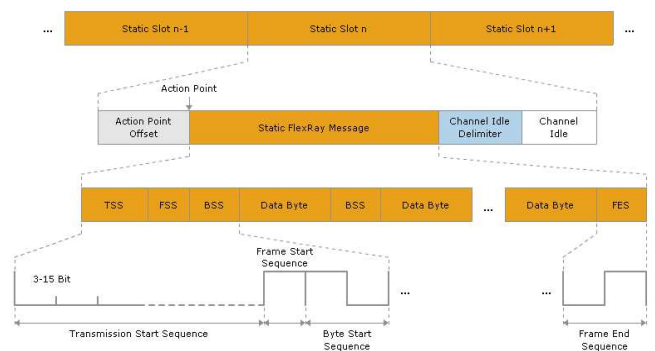 ... Static Slot n-1 Static Slot n Static Slot n+1 ...
Action Point
Action Point Offset Static FlexRay Message Channel Idle Delimiter Channel Idle
TSS FSS BSS Data Byte BSS Data Byte ... Data Byte FES
Frame Start
Sequence
3-15 Bit
... ...
Transmission Start Sequence
Byte Start
Sequence
Frame End
Sequence